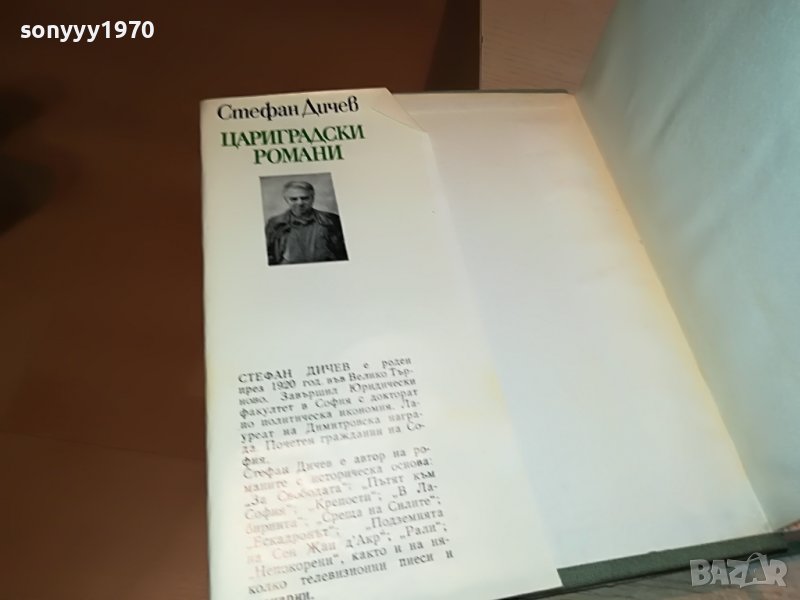 sonyyy1970
Стефан Дичев
ЦАРИГРАДСКИ
РОМАНИ
СТЕФАН ДИЧЕВ е роден
през 1920 год. във Велико Тър-
ново. Завършил Юридически
факултет в София с докторат
по политическа икономия. Ла-
уреат на Димитровска награ-
да. Почетен гражданин на Со-
фия.
Стефан Дичев е автор на ро-
маните с историческа основа:
„За Свободата“; „Пътят към
София“; „Крепости“; „В Ла-
биринта“; „Среща на Силите“;
„Ескадронът“; „Подземията
на Сен Жан д'Акр“; „Рали“;
„Непокорени“, както и на ня-
колко телевизионни пиеси и
BAZAR